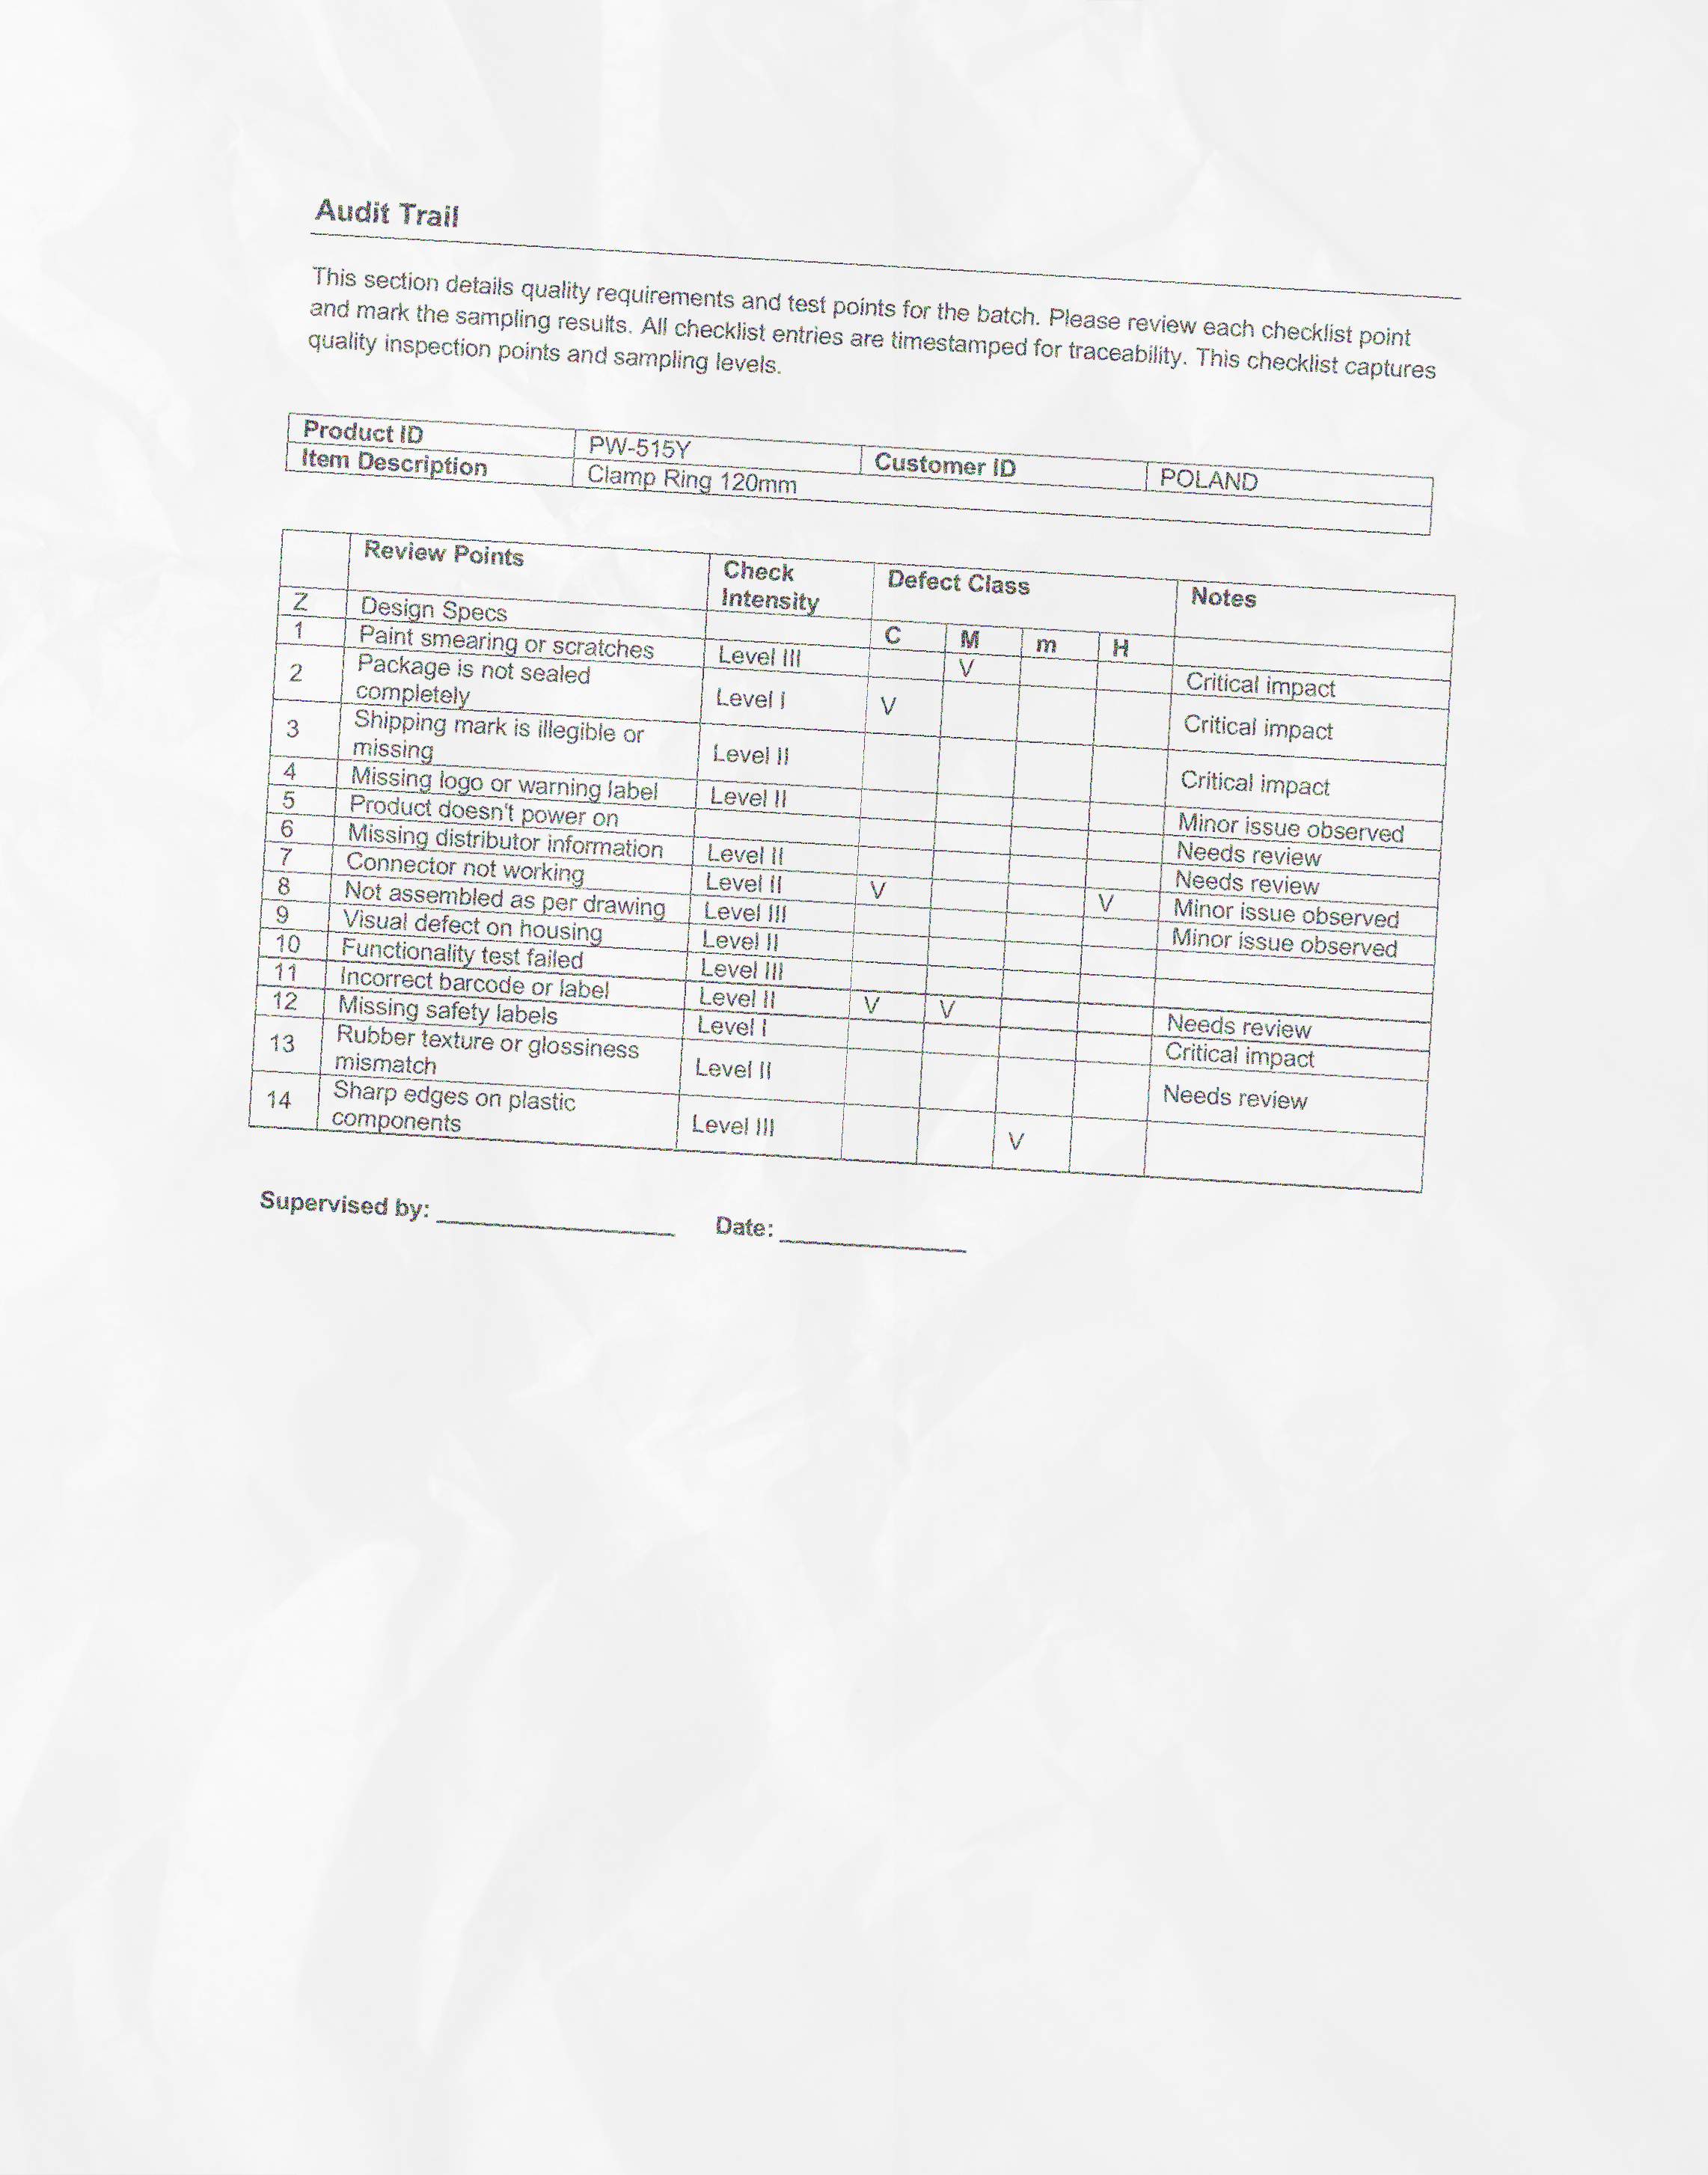 Audit Trail
This section details quality requirements and test points for the batch. Please review each checklist point
and mark the sampling results. All checklist entries are timestamped for traceability. This checklist captures
quality inspection points and sampling levels.
Product ID PW-515Y Customer ID POLAND
Item Description Clamp Ring 120mm
Review Points Check Defect Class Notes
Intensity
Z Design Specs C M m H
1 Paint smearing or scratches Level III V Critical impact
2 Package is not sealed Level I V Critical impact
completely
3 Shipping mark is illegible or Level II Critical impact
missing
4 Missing logo or warning label Level II Minor issue observed
5 Product doesn't power on Needs review
6 Missing distributor information Level II Needs review
7 Connector not working Level II V V Minor issue observed
8 Not assembled as per drawing Level III Minor issue observed
9 Visual defect on housing Level II
10 Functionality test failed Level III
11 Incorrect barcode or label Level II V V Needs review
12 Missing safety labels Level I Critical impact
13 Rubber texture or glossiness Level II Needs review
mismatch
14 Sharp edges on plastic Level III V
components
Supervised by: Date: